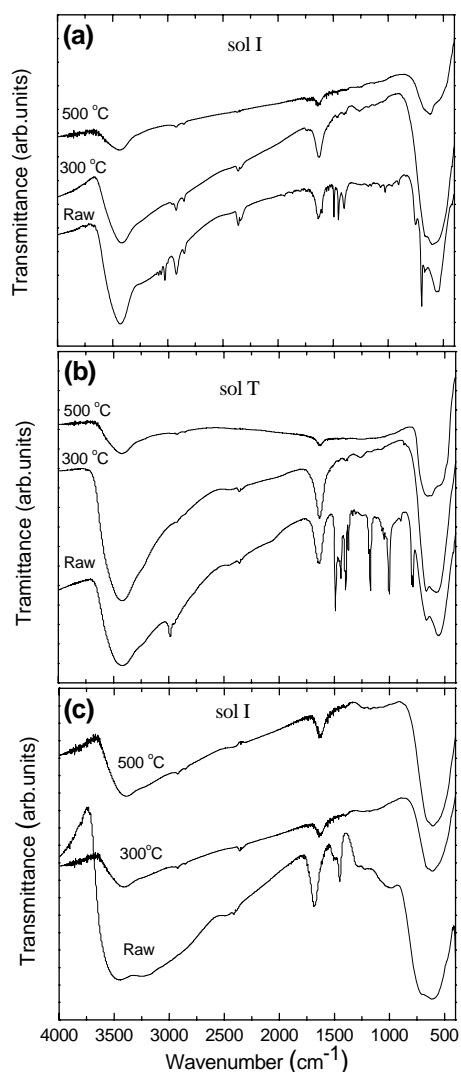 (a)
sol I
500 °C
300 °C
Raw
Transmittance (arb.units)
(b)
sol T
500 °C
300 °C
Raw
Tramittance (arb.units)
(c)
sol I
500 °C
300°C
Raw
Transmittance (arb.units)
4000 3500 3000 2500 2000 1500 1000 500
Wavenumber (cm⁻¹)